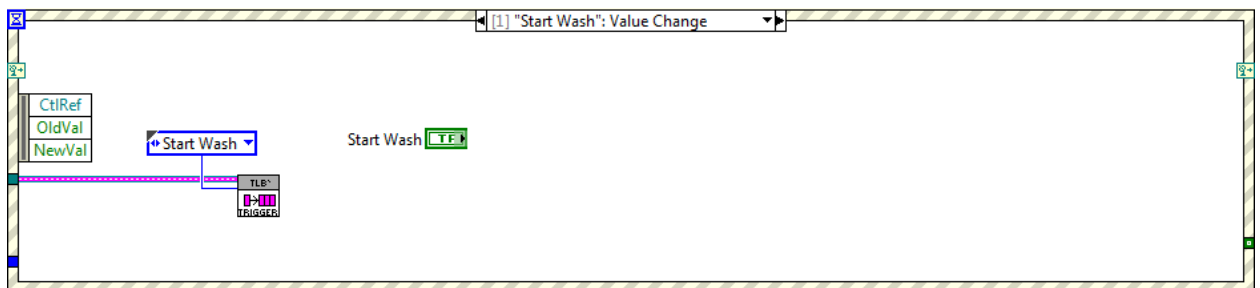 [1] "Start Wash": Value Change
CtlRef
OldVal
NewVal
Start Wash
Start Wash TF
TLB`
TRIGGER